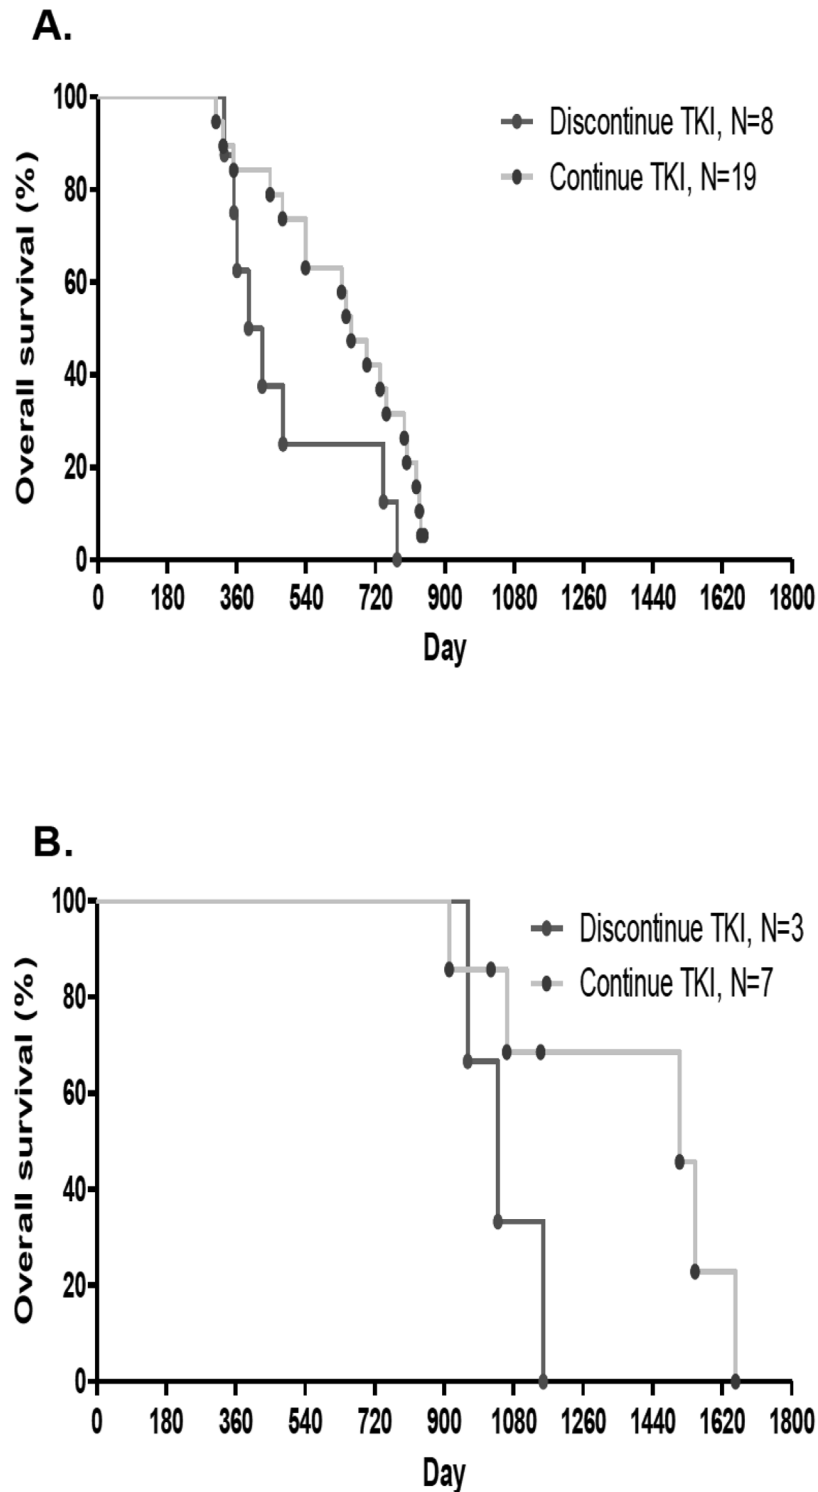 A.
Overall survival (%)
100
80
60
40
20
0
Discontinue TKI, N=8
Continue TKI, N=19
0 180 360 540 720 900 1080 1260 1440 1620 1800
Day
B.
Overall survival (%)
100
80
60
40
20
0
Discontinue TKI, N=3
Continue TKI, N=7
0 180 360 540 720 900 1080 1260 1440 1620 1800
Day